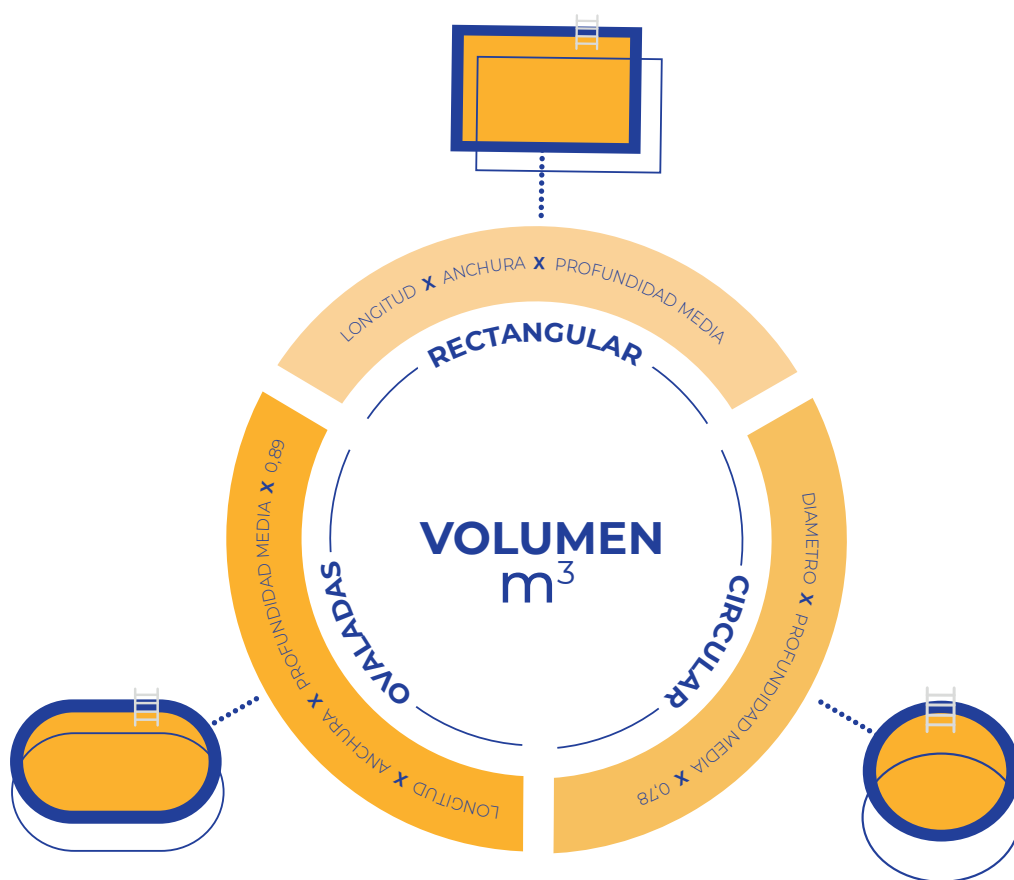 LONGITUD x ANCHURA x PROFUNDIDAD MEDIA
RECTANGULAR
LONGITUD x ANCHURA x PROFUNDIDAD MEDIA x 0,89
OVALADAS
VOLUMEN
m³
CIRCULAR
DIAMETRO x PROFUNDIDAD MEDIA x 0,78